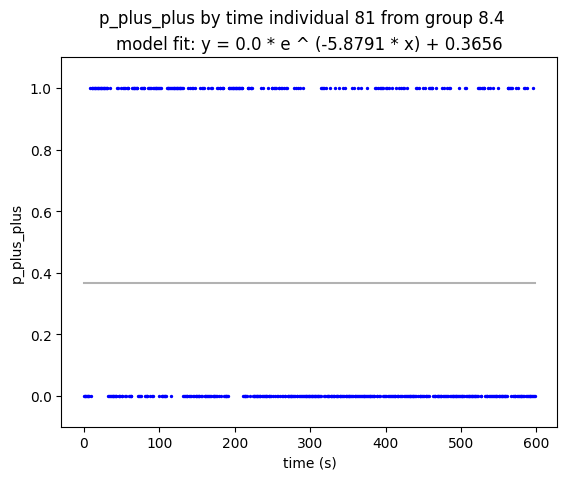 p_plus_plus by time individual 81 from group 8.4
model fit: y = 0.0 * e ^ (-5.8791 * x) + 0.3656
1.0
0.8
0.6
0.4
0.2
0.0
p_plus_plus
0 100 200 300 400 500 600
time (s)